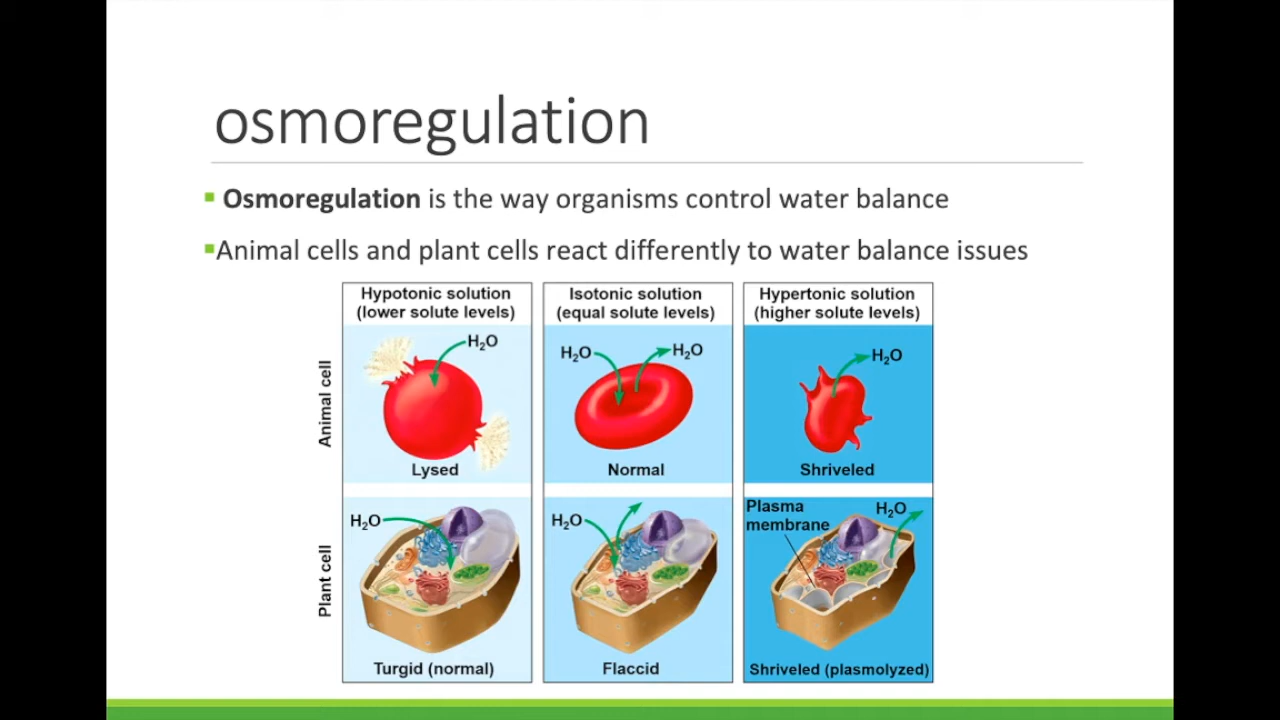 osmoregulation
▪ Osmoregulation is the way organisms control water balance
▪Animal cells and plant cells react differently to water balance issues
Hypotonic solution
(lower solute levels)
Isotonic solution
(equal solute levels)
Hypertonic solution
(higher solute levels)
Animal cell
H₂O
Lysed
H₂O
H₂O
Normal
H₂O
Shriveled
Plant cell
H₂O
Turgid (normal)
H₂O
Flaccid
Plasma
membrane
H₂O
Shriveled (plasmolyzed)